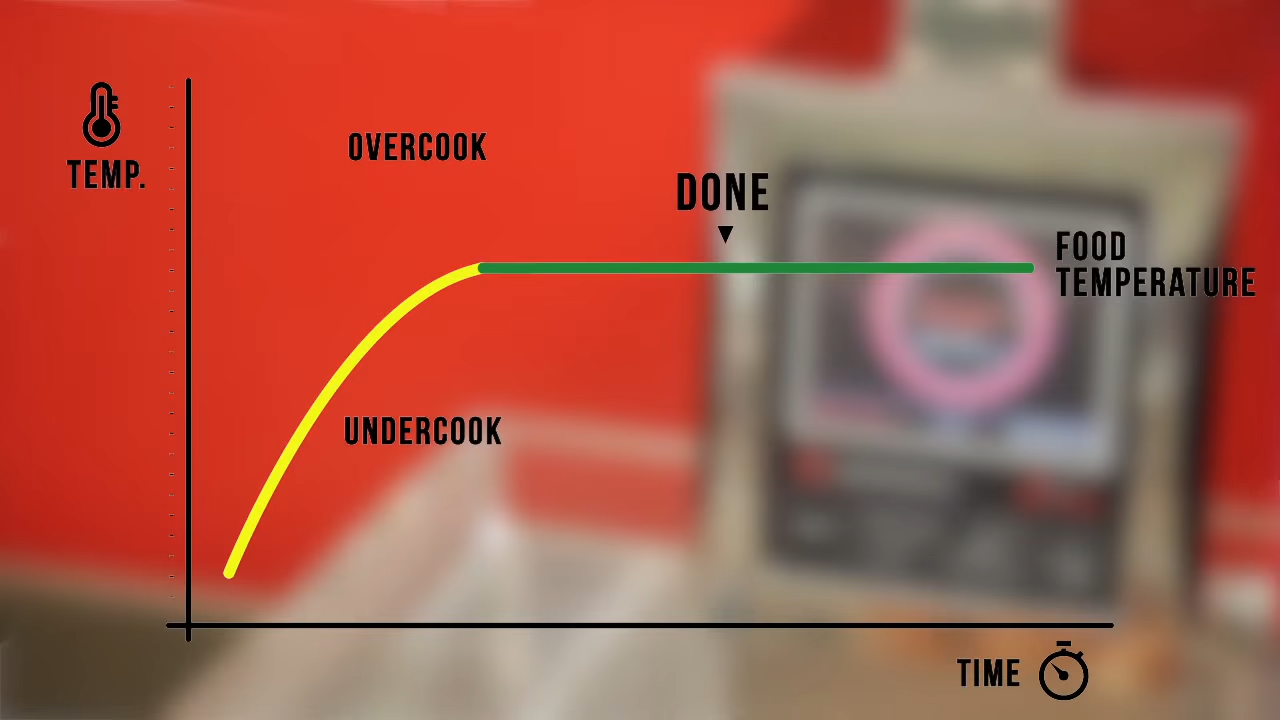 TEMP.
OVERCOOK
DONE
FOOD
TEMPERATURE
UNDERCOOK
TIME